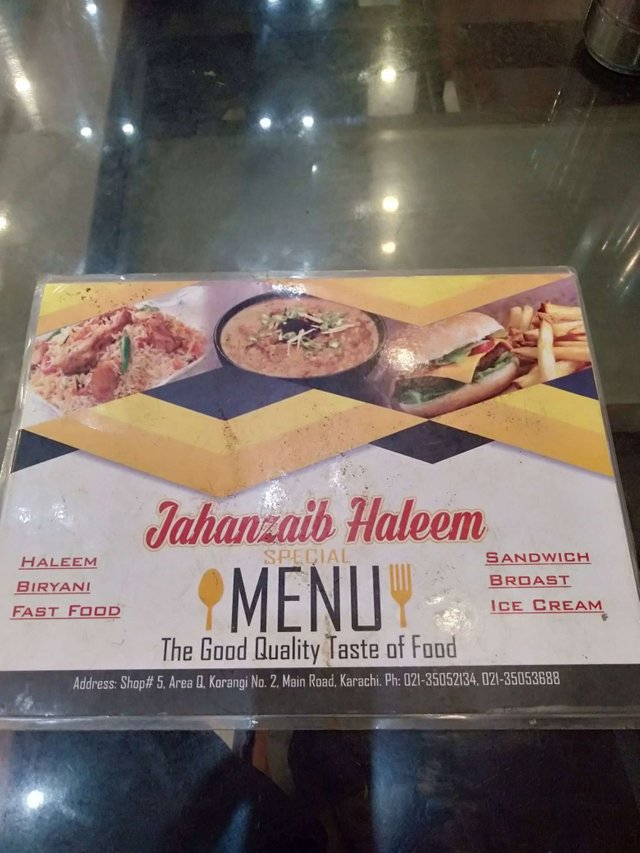 Jahanzaib Haleem
SPECIAL
MENU
The Good Quality Taste of Food
HALEEM
BIRYANI
FAST FOOD
SANDWICH
BROAST
ICE CREAM
Address: Shop# 5, Area Q, Korangi No. 2, Main Road, Karachi. Ph: 021-35052134, 021-35053688